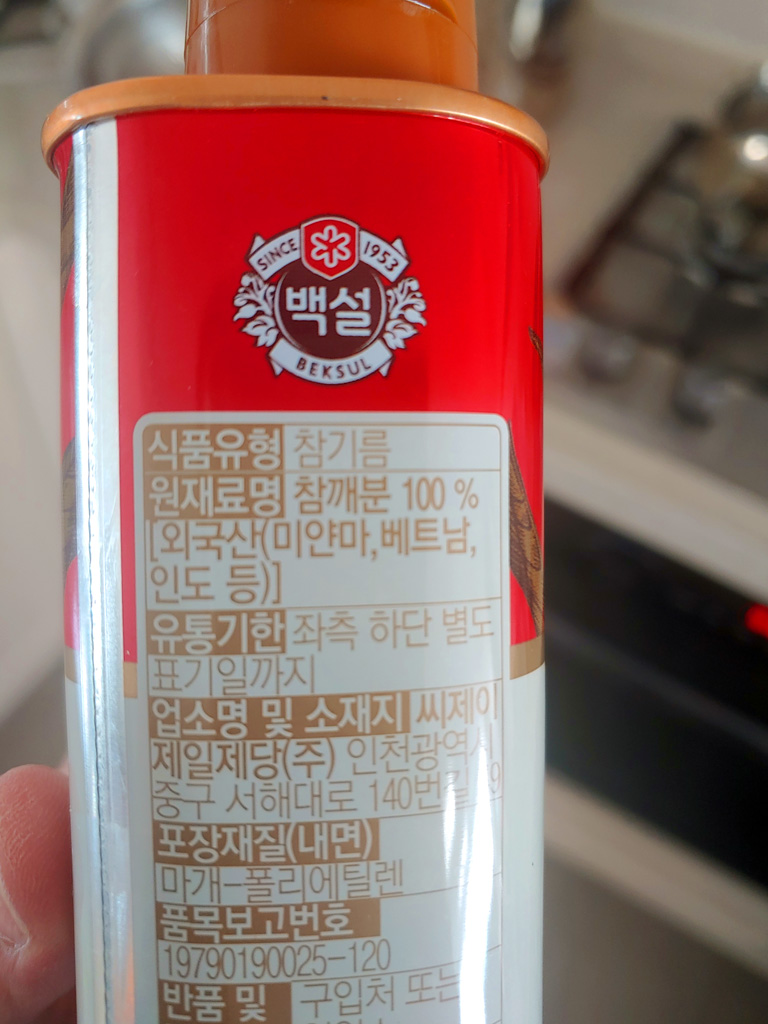 SINCE 1953
백설
BEKSUL
식품유형 참기름
원재료명 참깨분 100 %
[외국산(미얀마,베트남,
인도 등)]
유통기한 좌측 하단 별도
표기일까지
업소명 및 소재지 씨제이
제일제당(주) 인천광역시
중구 서해대로 140번길 9
포장재질(내면)
마개-폴리에틸렌
품목보고번호
19790190025-120
반품 및 구입처 또는